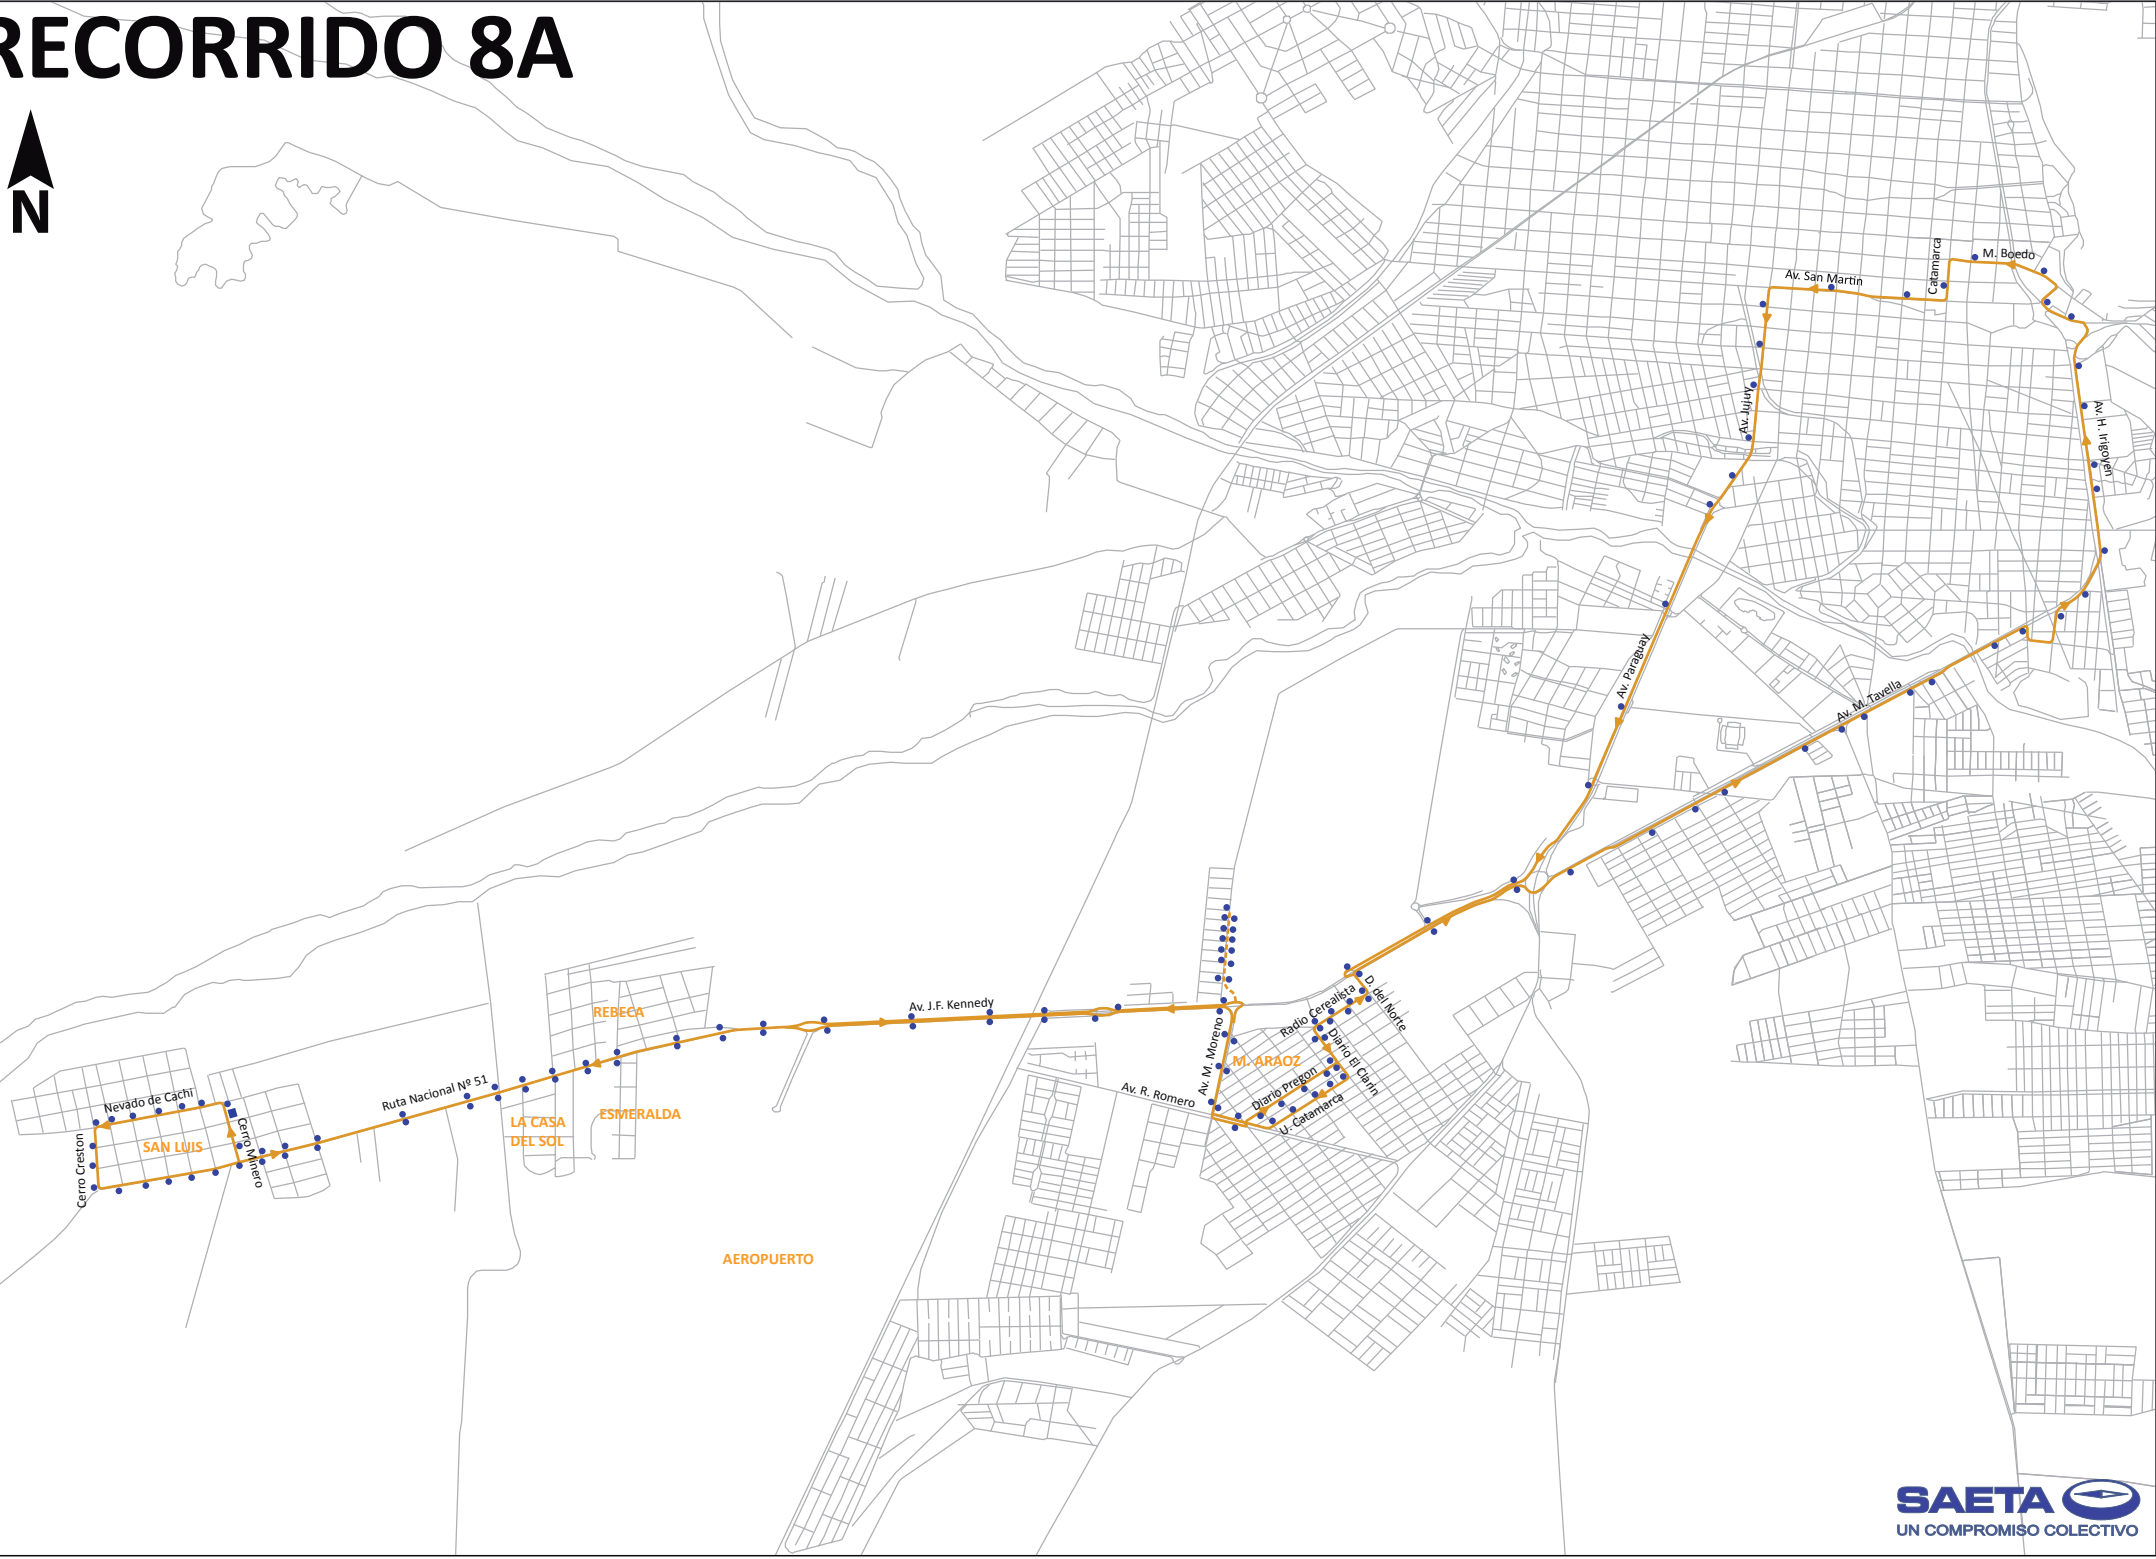 RECORRIDO 8A
N
M. Boedo
Catamarca
Av. San Martin
Av. Jujuy
Av. H. Irigoyen
Av. Paraguay
Av. M. Tavella
D. del Norte
Radio Cerealista
Av. J.F. Kennedy
REBECA
Av. M. Moreno
M. ARAOZ
Diario El Clarin
Diario Pregon
Av. R. Romero
U. Catamarca
Ruta Nacional Nº 51
Nevado de Cachi
LA CASA
DEL SOL
ESMERALDA
SAN LUIS
Cerro Minero
Cerro Creston
AEROPUERTO
SAETA
UN COMPROMISO COLECTIVO